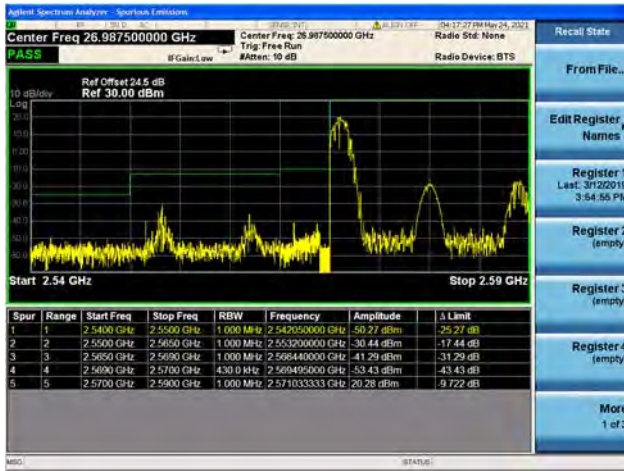 Agilent Spectrum Analyzer - Spurious Emissions
SENSE:INT
ALIGN OFF
04:17:27 PM May 24, 2021
Center Freq 26.987500000 GHz
Center Freq: 26.987500000 GHz
Radio Std: None
Trig: Free Run
PASS
IFGain:Low
#Atten: 10 dB
Radio Device: BTS
Ref Offset 24.5 dB
10 dB/div
Ref 30.00 dBm
Log
Start 2.54 GHz
Stop 2.59 GHz
Spur Range Start Freq Stop Freq RBW Frequency Amplitude Δ Limit
1 1 2.5400 GHz 2.5500 GHz 1.000 MHz 2.542050000 GHz -50.27 dBm -25.27 dB
2 2 2.5500 GHz 2.5650 GHz 1.000 MHz 2.553200000 GHz -30.44 dBm -17.44 dB
3 3 2.5650 GHz 2.5690 GHz 1.000 MHz 2.566440000 GHz -41.29 dBm -31.29 dB
4 4 2.5690 GHz 2.5700 GHz 430.0 kHz 2.569495000 GHz -53.43 dBm -43.43 dB
5 5 2.5700 GHz 2.5900 GHz 1.000 MHz 2.571033333 GHz 20.28 dBm -9.722 dB
MSG
STATUS
Recall State
From File...
Edit Register
Names
Register 1
Last: 3/12/2019
3:54:55 PM
Register 2
(empty
Register 3
(empty
Register 4
(empty
More
1 of